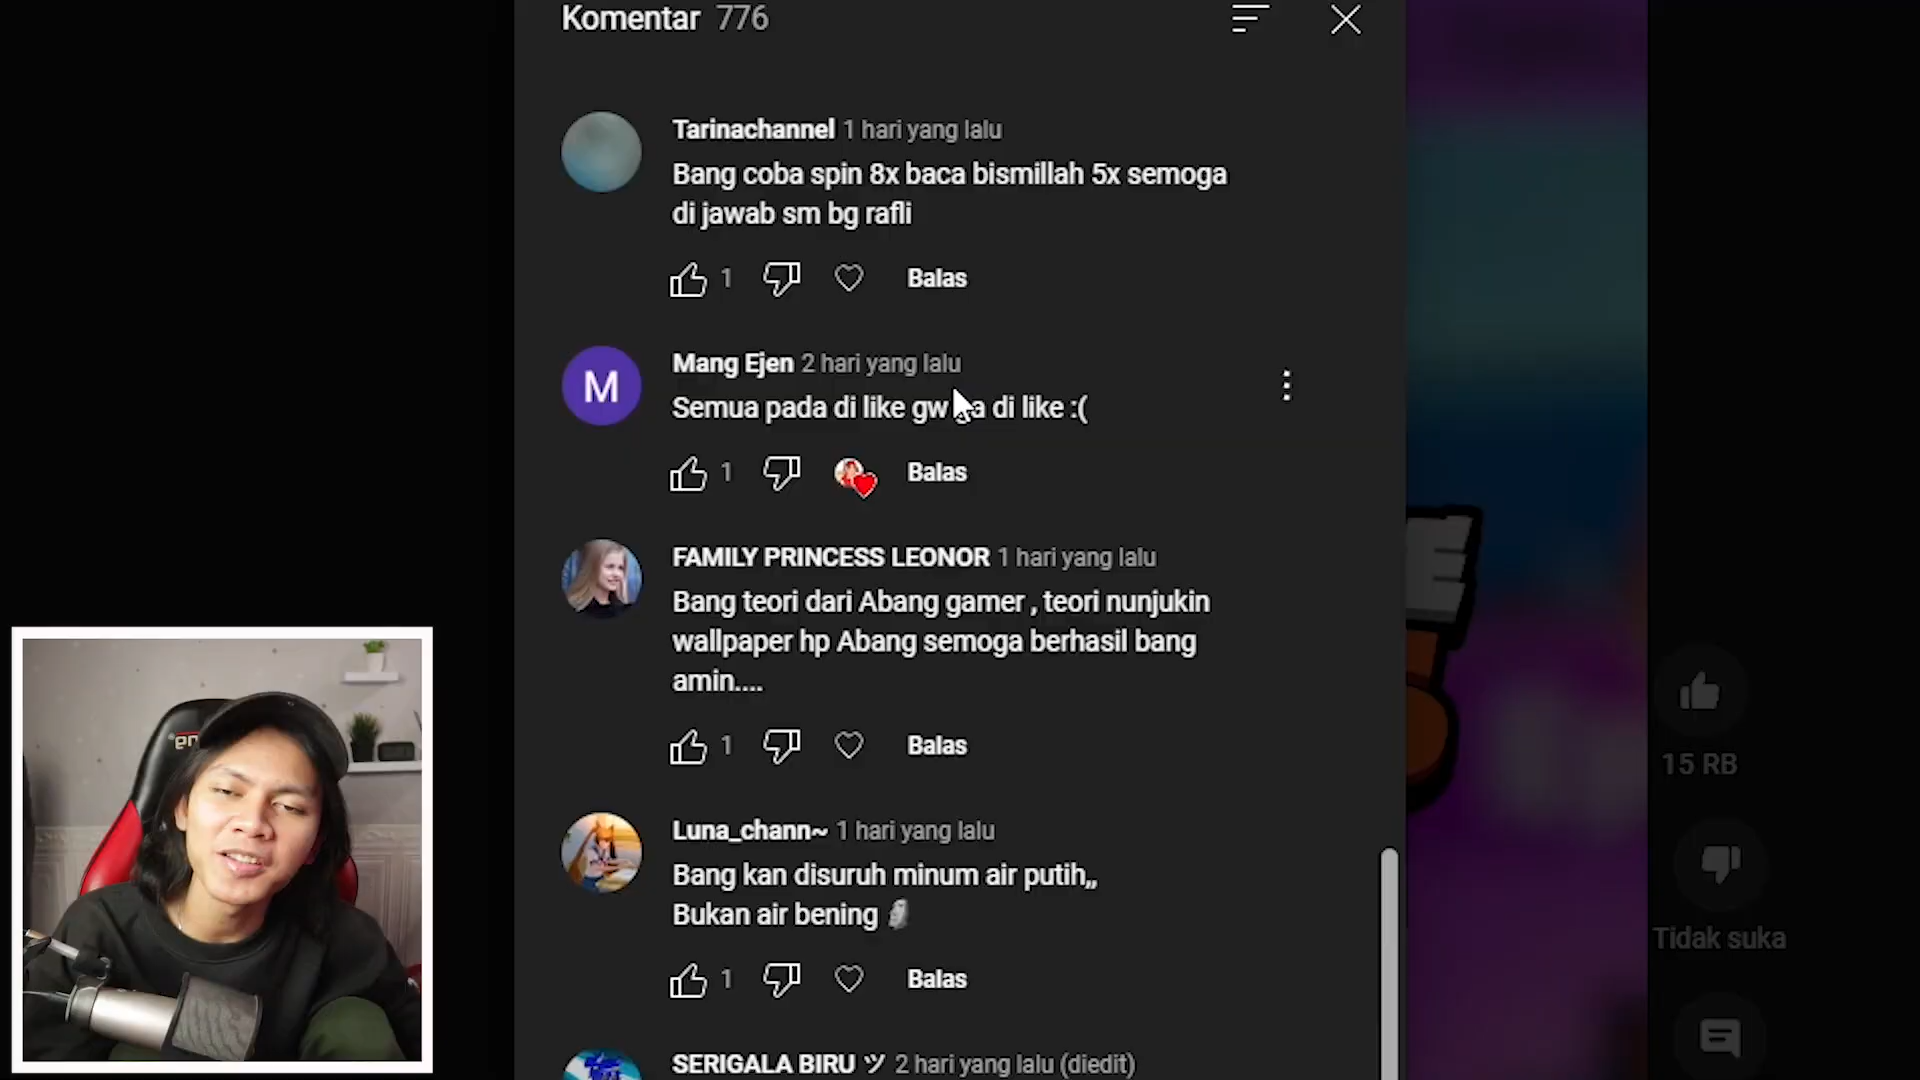 Komentar 776
Tarinachannel 1 hari yang lalu
Bang coba spin 8x baca bismillah 5x semoga
di jawab sm bg rafli
1 Balas
Mang Ejen 2 hari yang lalu
M
Semua pada di like gw ga di like :(
1 Balas
FAMILY PRINCESS LEONOR 1 hari yang lalu
Bang teori dari Abang gamer , teori nunjukin
wallpaper hp Abang semoga berhasil bang
amin....
1 Balas
15 RB
Luna_chann~ 1 hari yang lalu
Bang kan disuruh minum air putih,,
Bukan air bening 🗿
Tidak suka
1 Balas
SERIGALA BIRU ツ 2 hari yang lalu (diedit)